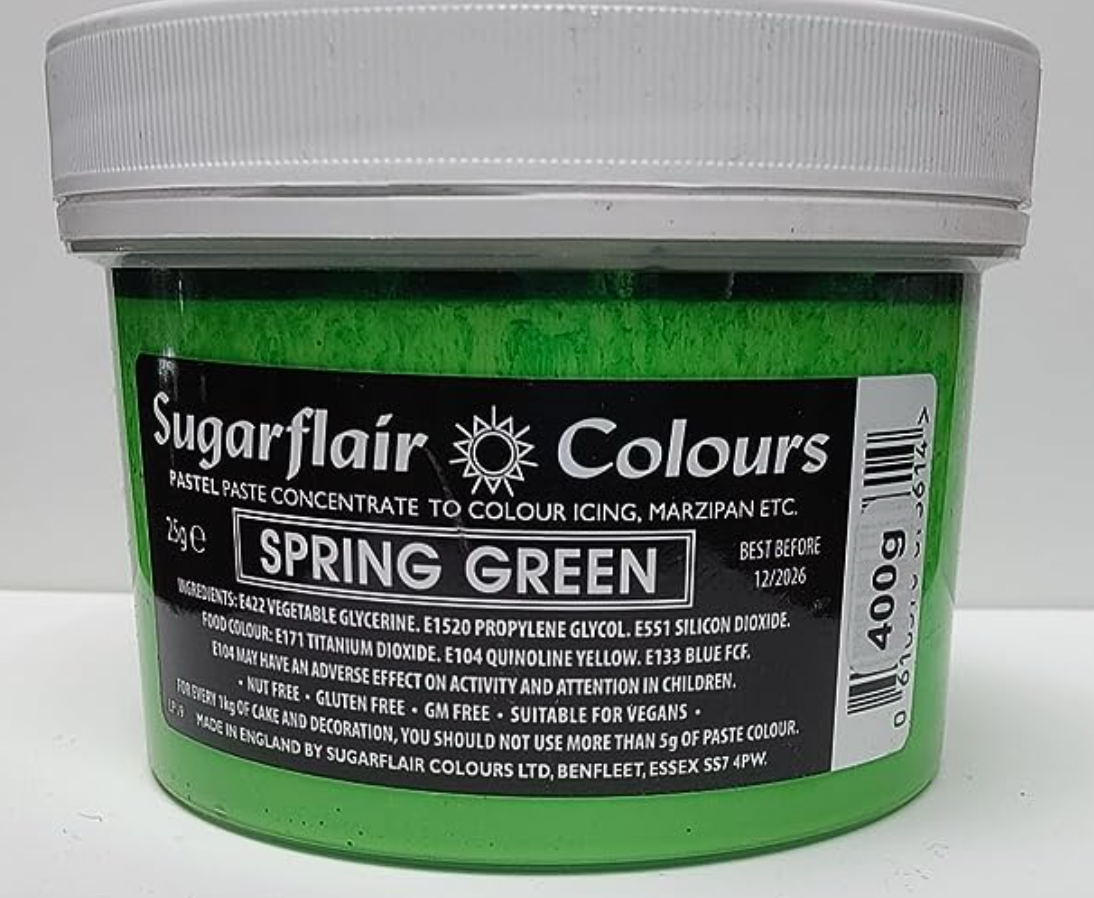 Sugarflair Colours
PASTEL PASTE CONCENTRATE TO COLOUR ICING, MARZIPAN ETC.
25g e
SPRING GREEN
BEST BEFORE
12/2026
INGREDIENTS: E422 VEGETABLE GLYCERINE. E1520 PROPYLENE GLYCOL. E551 SILICON DIOXIDE.
FOOD COLOUR: E171 TITANIUM DIOXIDE. E104 QUINOLINE YELLOW. E133 BLUE FCF.
E104 MAY HAVE AN ADVERSE EFFECT ON ACTIVITY AND ATTENTION IN CHILDREN.
• NUT FREE • GLUTEN FREE • GM FREE • SUITABLE FOR VEGANS •
FOR EVERY 1kg OF CAKE AND DECORATION, YOU SHOULD NOT USE MORE THAN 5g OF PASTE COLOUR.
MADE IN ENGLAND BY SUGARFLAIR COLOURS LTD, BENFLEET, ESSEX SS7 4PW.
400g